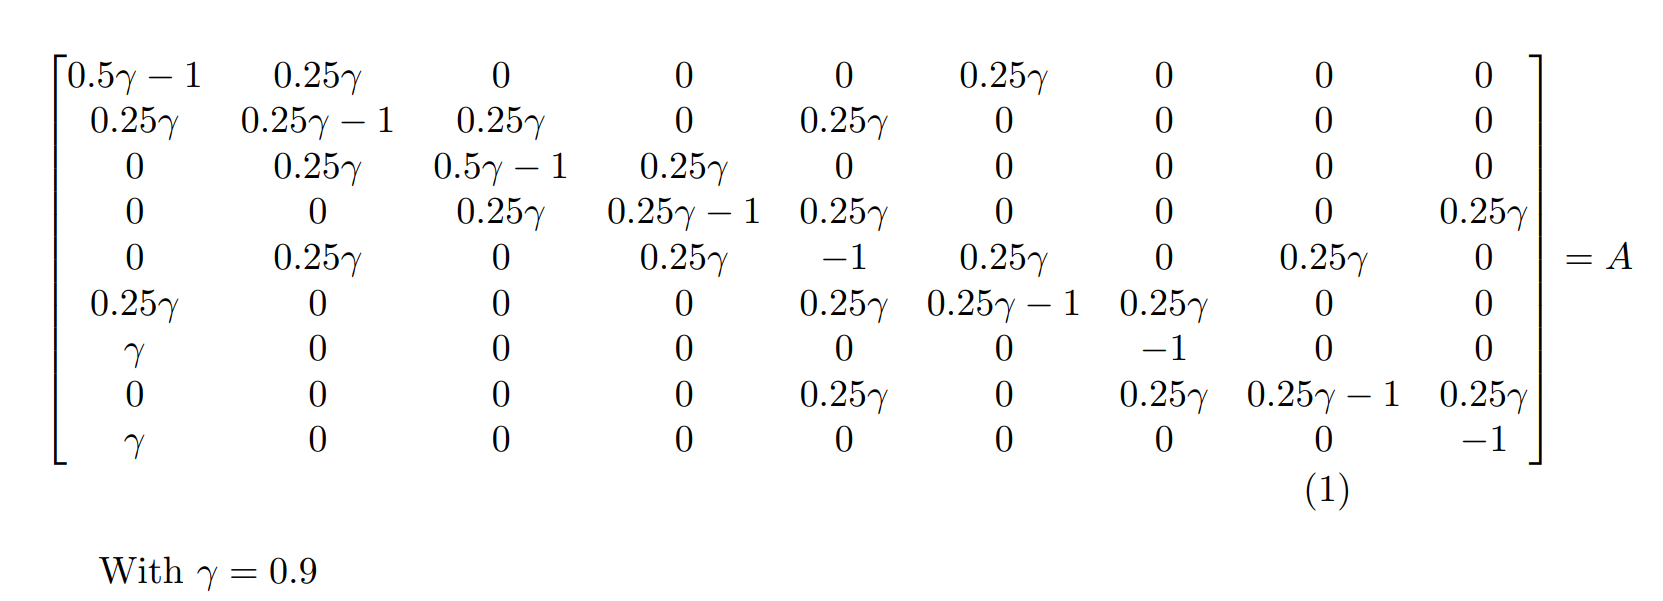 0.5γ − 1 0.25γ 0 0 0 0.25γ 0 0 0
0.25γ 0.25γ − 1 0.25γ 0 0.25γ 0 0 0 0
0 0.25γ 0.5γ − 1 0.25γ 0 0 0 0 0
0 0 0.25γ 0.25γ − 1 0.25γ 0 0 0 0.25γ
0 0.25γ 0 0.25γ −1 0.25γ 0 0.25γ 0 = A
0.25γ 0 0 0 0.25γ 0.25γ − 1 0.25γ 0 0
γ 0 0 0 0 0 −1 0 0
0 0 0 0 0.25γ 0 0.25γ 0.25γ − 1 0.25γ
γ 0 0 0 0 0 0 0 −1
(1)
With γ = 0.9